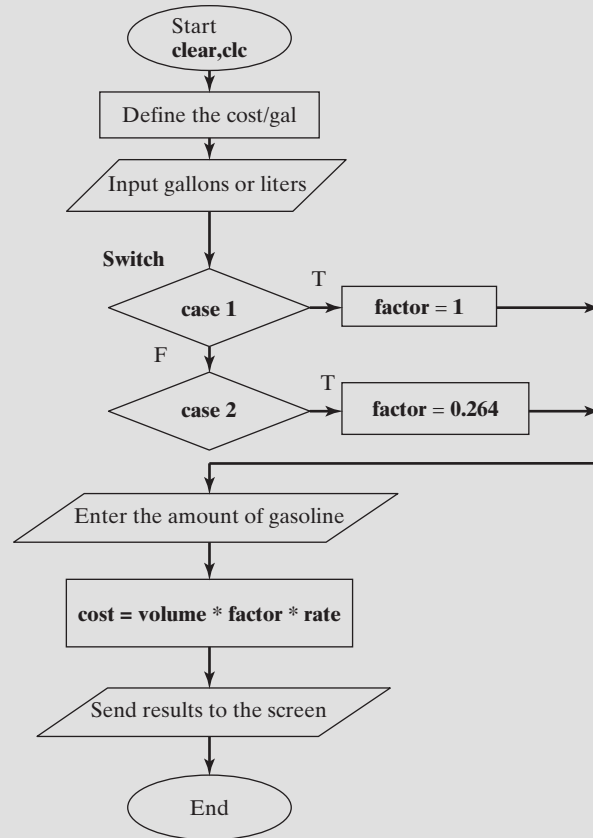 Start
clear,clc
Define the cost/gal
Input gallons or liters
Switch
case 1
T
factor = 1
F
case 2
T
factor = 0.264
Enter the amount of gasoline
cost = volume * factor * rate
Send results to the screen
End